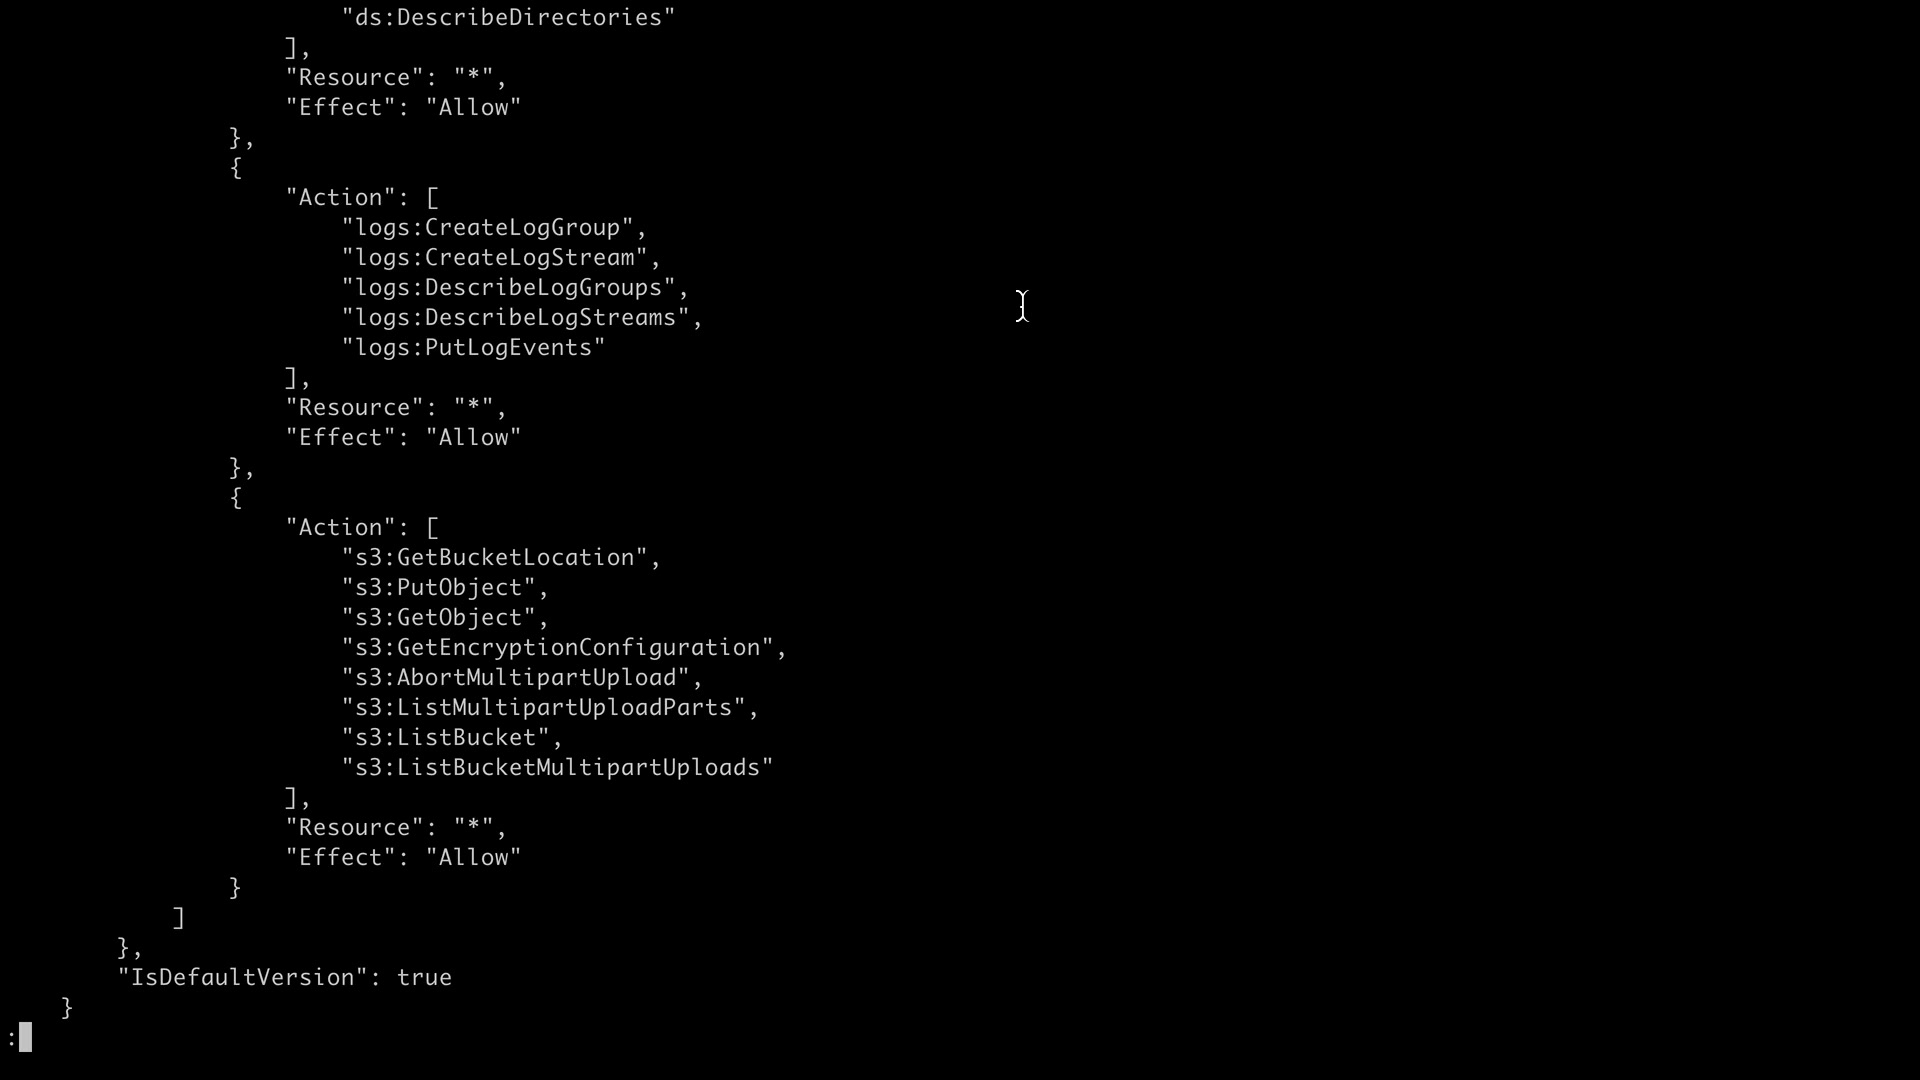 "ds:DescribeDirectories"
                    ],
                    "Resource": "*",
                    "Effect": "Allow"
                },
                {
                    "Action": [
                        "logs:CreateLogGroup",
                        "logs:CreateLogStream",
                        "logs:DescribeLogGroups",
                        "logs:DescribeLogStreams",
                        "logs:PutLogEvents"
                    ],
                    "Resource": "*",
                    "Effect": "Allow"
                },
                {
                    "Action": [
                        "s3:GetBucketLocation",
                        "s3:PutObject",
                        "s3:GetObject",
                        "s3:GetEncryptionConfiguration",
                        "s3:AbortMultipartUpload",
                        "s3:ListMultipartUploadParts",
                        "s3:ListBucket",
                        "s3:ListBucketMultipartUploads"
                    ],
                    "Resource": "*",
                    "Effect": "Allow"
                }
            ]
        },
        "IsDefaultVersion": true
    }
: